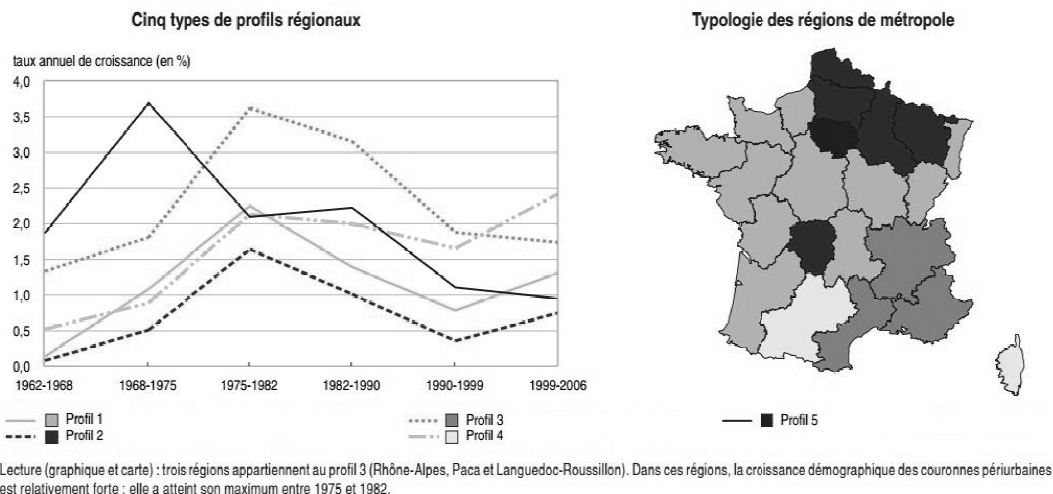 Cinq types de profils régionaux
Typologie des régions de métropole
taux annuel de croissance (en %)
4,0
3,5
3,0
2,5
2,0
1,5
1,0
0,5
0,0
1962-1968
1968-1975
1975-1982
1982-1990
1990-1999
1999-2006
Profil 1
Profil 2
Profil 3
Profil 4
Profil 5
Lecture (graphique et carte) : trois régions appartiennent au profil 3 (Rhône-Alpes, Paca et Languedoc-Roussillon). Dans ces régions, la croissance démographique des couronnes périurbaines
est relativement forte : elle a atteint son maximum entre 1975 et 1982.